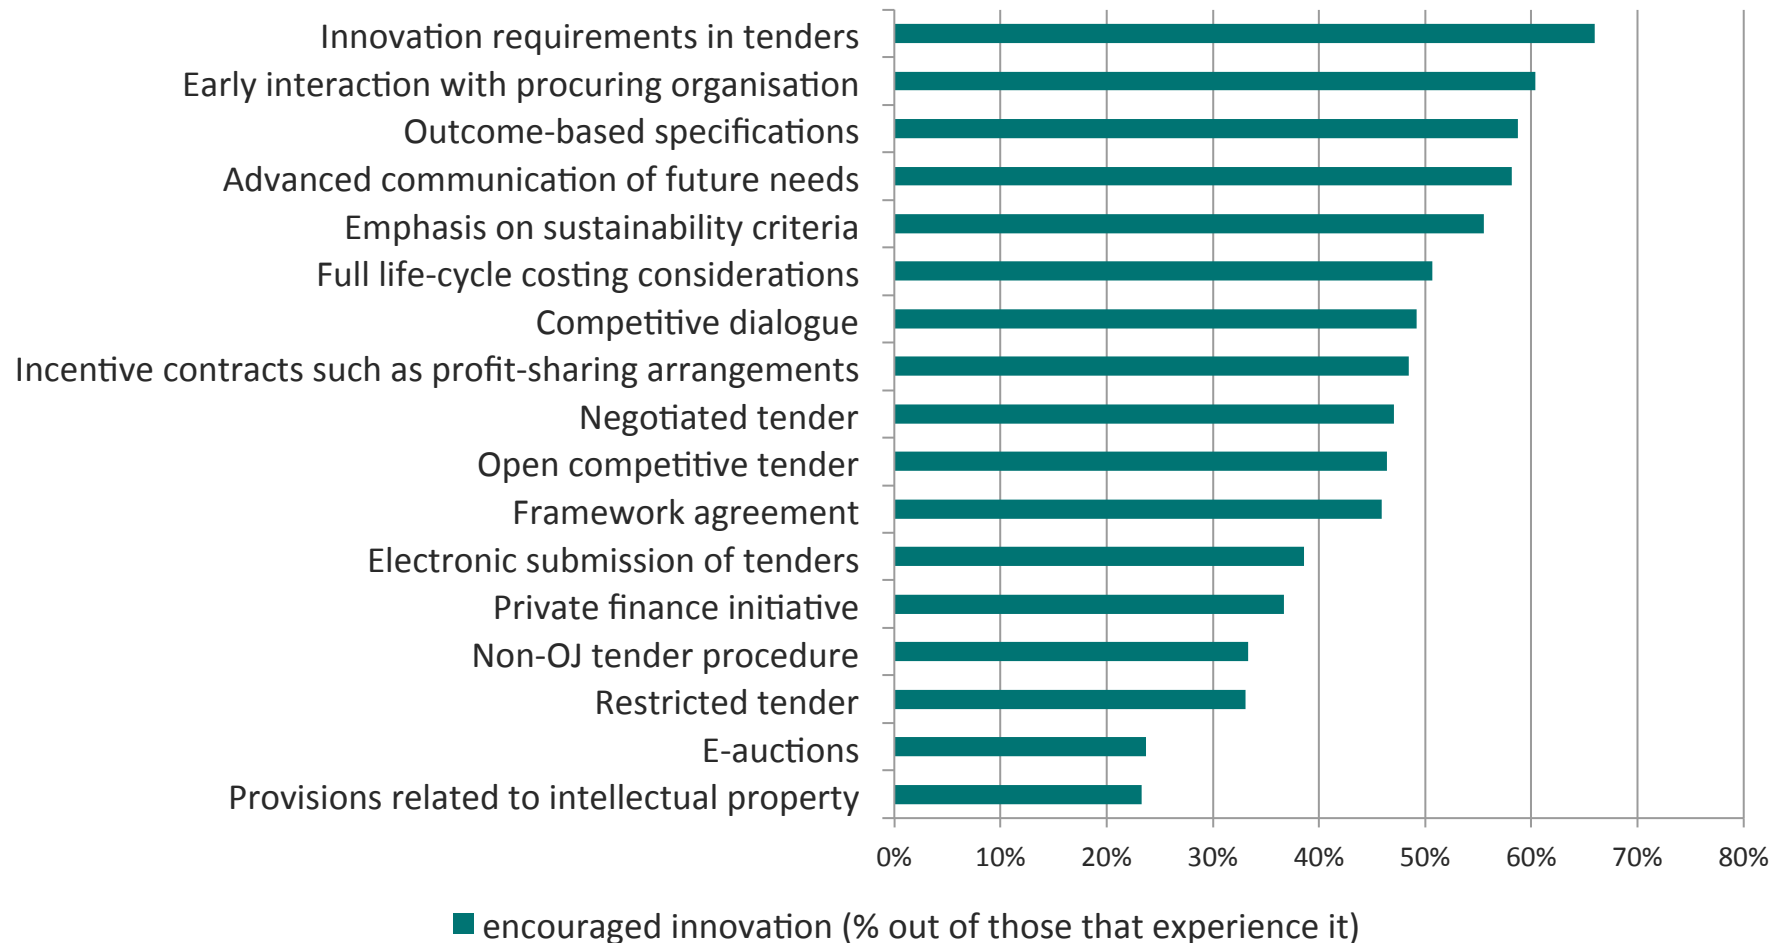 Innovation requirements in tenders
Early interaction with procuring organisation
Outcome-based specifications
Advanced communication of future needs
Emphasis on sustainability criteria
Full life-cycle costing considerations
Competitive dialogue
Incentive contracts such as profit-sharing arrangements
Negotiated tender
Open competitive tender
Framework agreement
Electronic submission of tenders
Private finance initiative
Non-OJ tender procedure
Restricted tender
E-auctions
Provisions related to intellectual property
0% 10% 20% 30% 40% 50% 60% 70% 80%
encouraged innovation (% out of those that experience it)